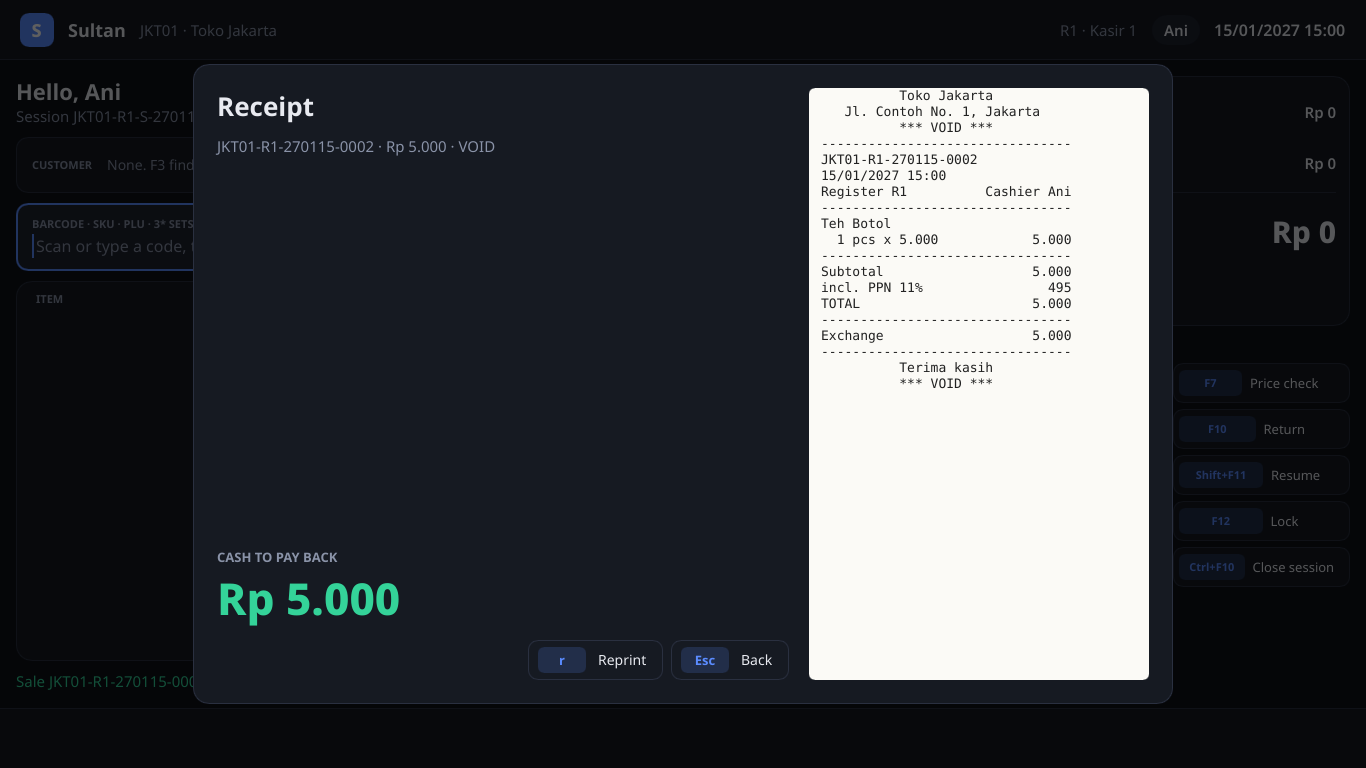 S Sultan JKT01 · Toko Jakarta R1 · Kasir 1 Ani 15/01/2027 15:00
Hello, Ani
Session JKT01-R1-S-27011
CUSTOMER None. F3 find
BARCODE · SKU · PLU · 3* SETS
Scan or type a code,
ITEM
Sale JKT01-R1-270115-000
Receipt
JKT01-R1-270115-0002 · Rp 5.000 · VOID
CASH TO PAY BACK
Rp 5.000
r Reprint Esc Back
Toko Jakarta
Jl. Contoh No. 1, Jakarta
*** VOID ***
--------------------------------
JKT01-R1-270115-0002
15/01/2027 15:00
Register R1 Cashier Ani
--------------------------------
Teh Botol
1 pcs x 5.000 5.000
--------------------------------
Subtotal 5.000
incl. PPN 11% 495
TOTAL 5.000
--------------------------------
Exchange 5.000
--------------------------------
Terima kasih
*** VOID ***
Rp 0
Rp 0
Rp 0
F7 Price check
F10 Return
Shift+F11 Resume
F12 Lock
Ctrl+F10 Close session